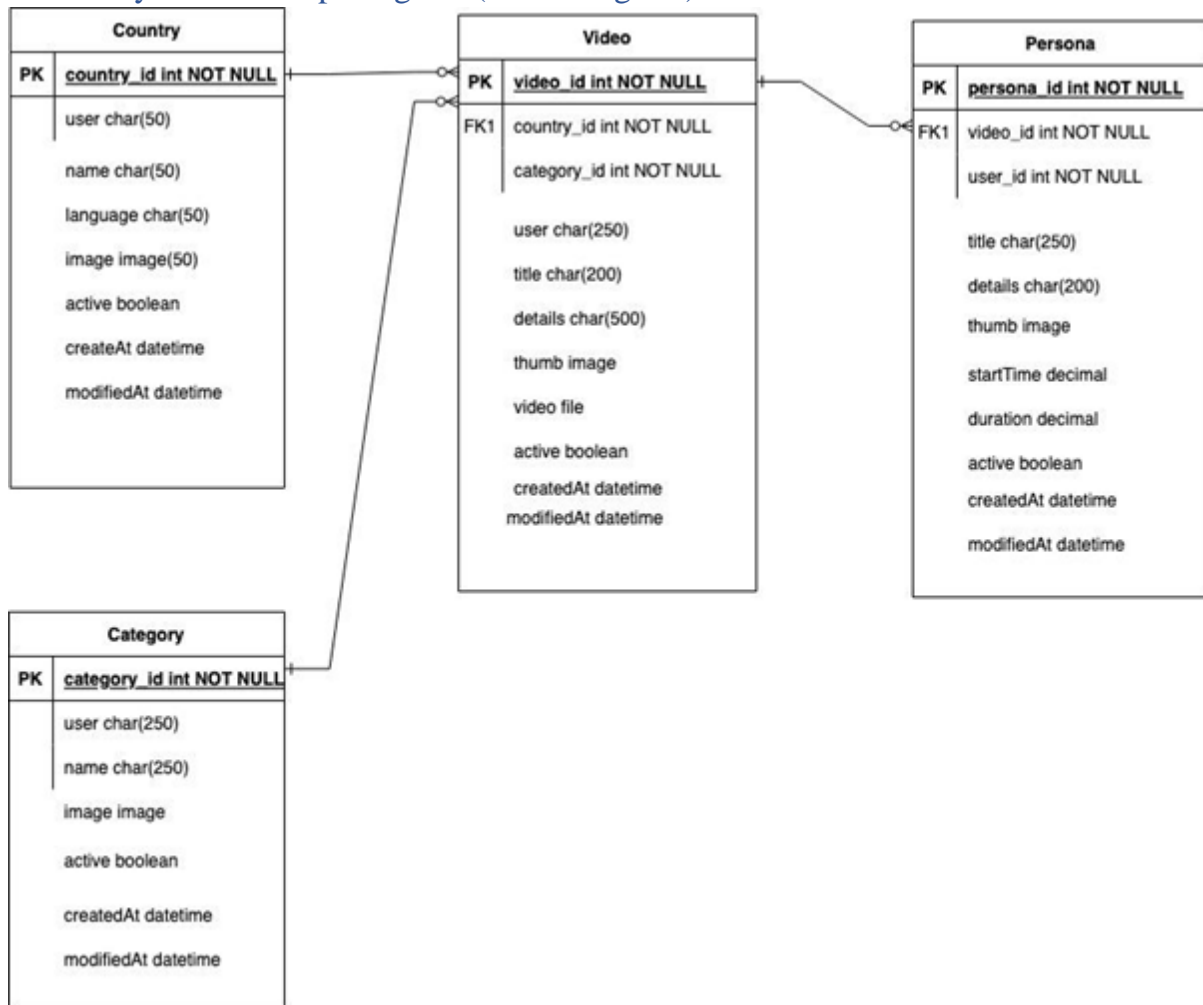 Country
PK country_id int NOT NULL
user char(50)
name char(50)
language char(50)
image image(50)
active boolean
createAt datetime
modifiedAt datetime
Video
PK video_id int NOT NULL
FK1 country_id int NOT NULL
category_id int NOT NULL
user char(250)
title char(200)
details char(500)
thumb image
video file
active boolean
createdAt datetime
modifiedAt datetime
Persona
PK persona_id int NOT NULL
FK1 video_id int NOT NULL
user_id int NOT NULL
title char(250)
details char(200)
thumb image
startTime decimal
duration decimal
active boolean
createdAt datetime
modifiedAt datetime
Category
PK category_id int NOT NULL
user char(250)
name char(250)
image image
active boolean
createdAt datetime
modifiedAt datetime